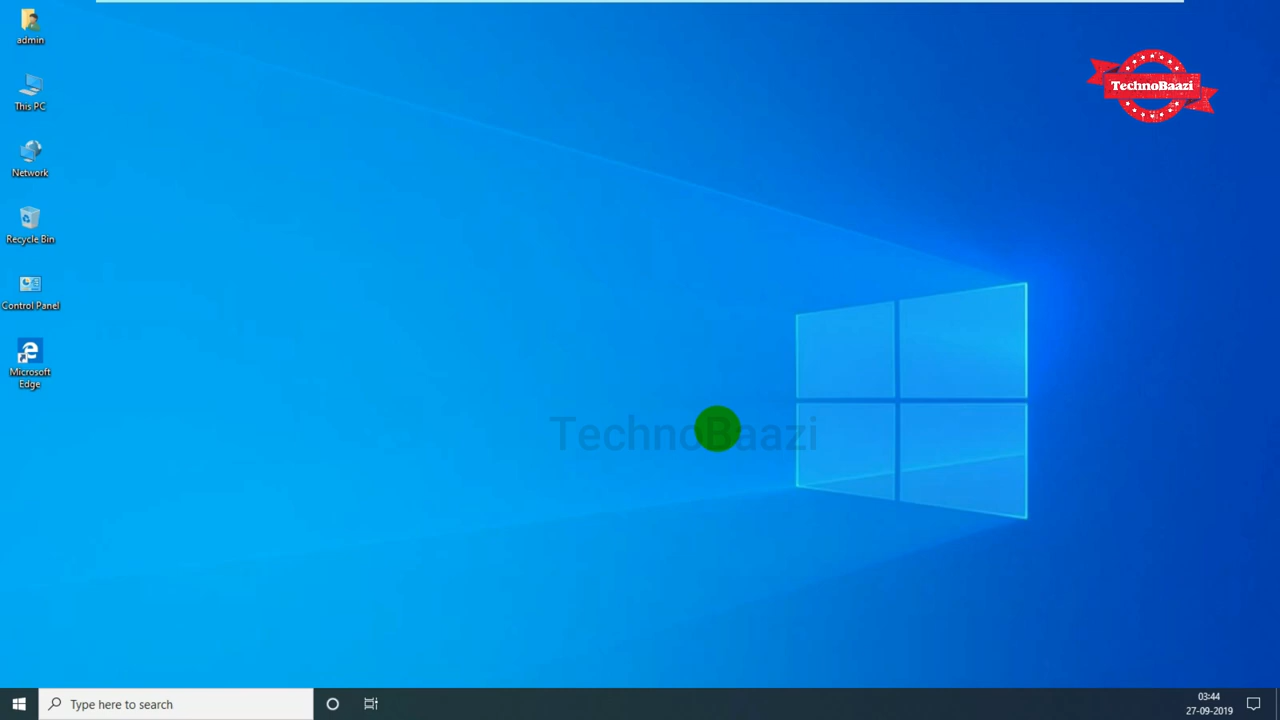 admin
This PC
Network
Recycle Bin
Control Panel
Microsoft
Edge
TechnoBaazi
TechnoBaazi
Type here to search
03:44
27-09-2019